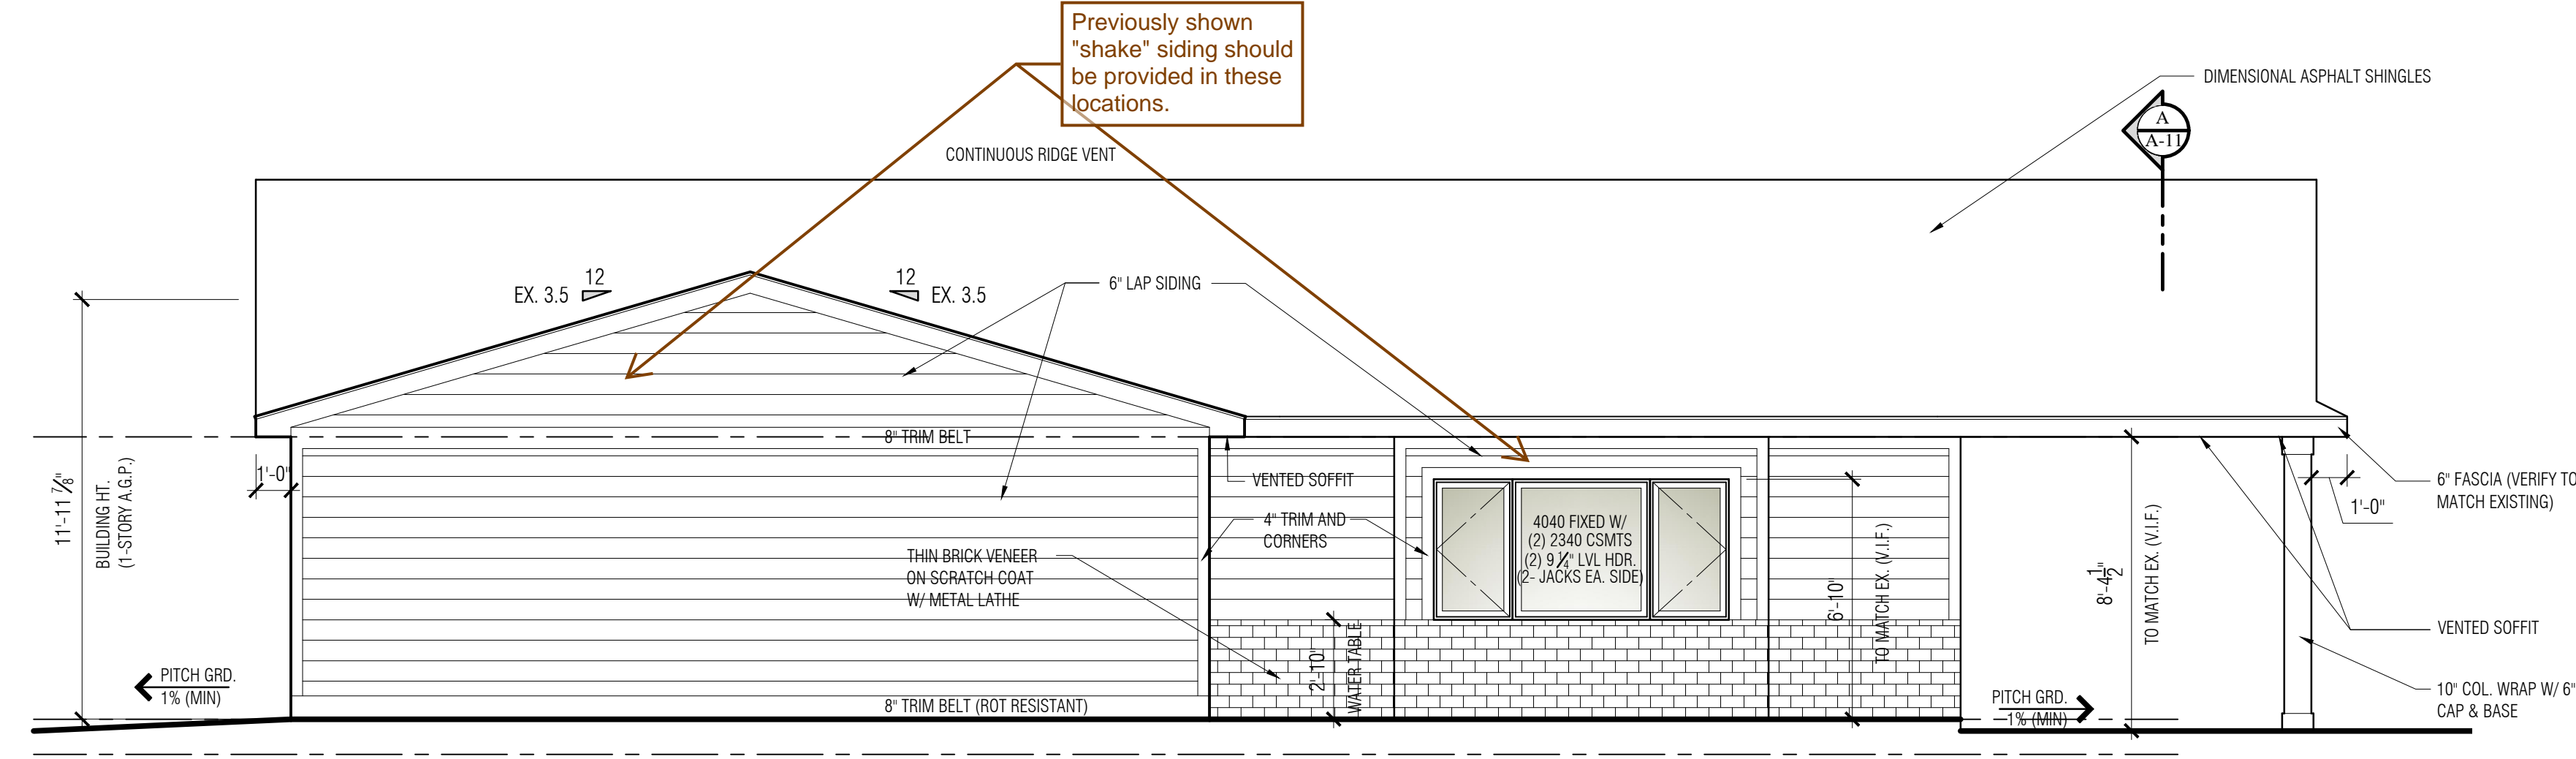 Previously shown
"shake" siding should
be provided in these
locations.
DIMENSIONAL ASPHALT SHINGLES
A
A-11
CONTINUOUS RIDGE VENT
12
EX. 3.5
12
EX. 3.5
6" LAP SIDING
8" TRIM BELT
1'-0"
11'-11 7/8"
BUILDING HT.
(1-STORY A.G.P.)
VENTED SOFFIT
4" TRIM AND
CORNERS
THIN BRICK VENEER
ON SCRATCH COAT
W/ METAL LATHE
4040 FIXED W/
(2) 2340 CSMTS
(2) 9 1/4" LVL HDR.
(2- JACKS EA. SIDE)
6'-10"
TO MATCH EX. (V.I.F.)
2'-10"
WATER TABLE
8'-4 1/2"
TO MATCH EX. (V.I.F.)
6" FASCIA (VERIFY TO
MATCH EXISTING)
1'-0"
VENTED SOFFIT
10" COL. WRAP W/ 6"
CAP & BASE
PITCH GRD.
1% (MIN)
8" TRIM BELT (ROT RESISTANT)
PITCH GRD.
1% (MIN)